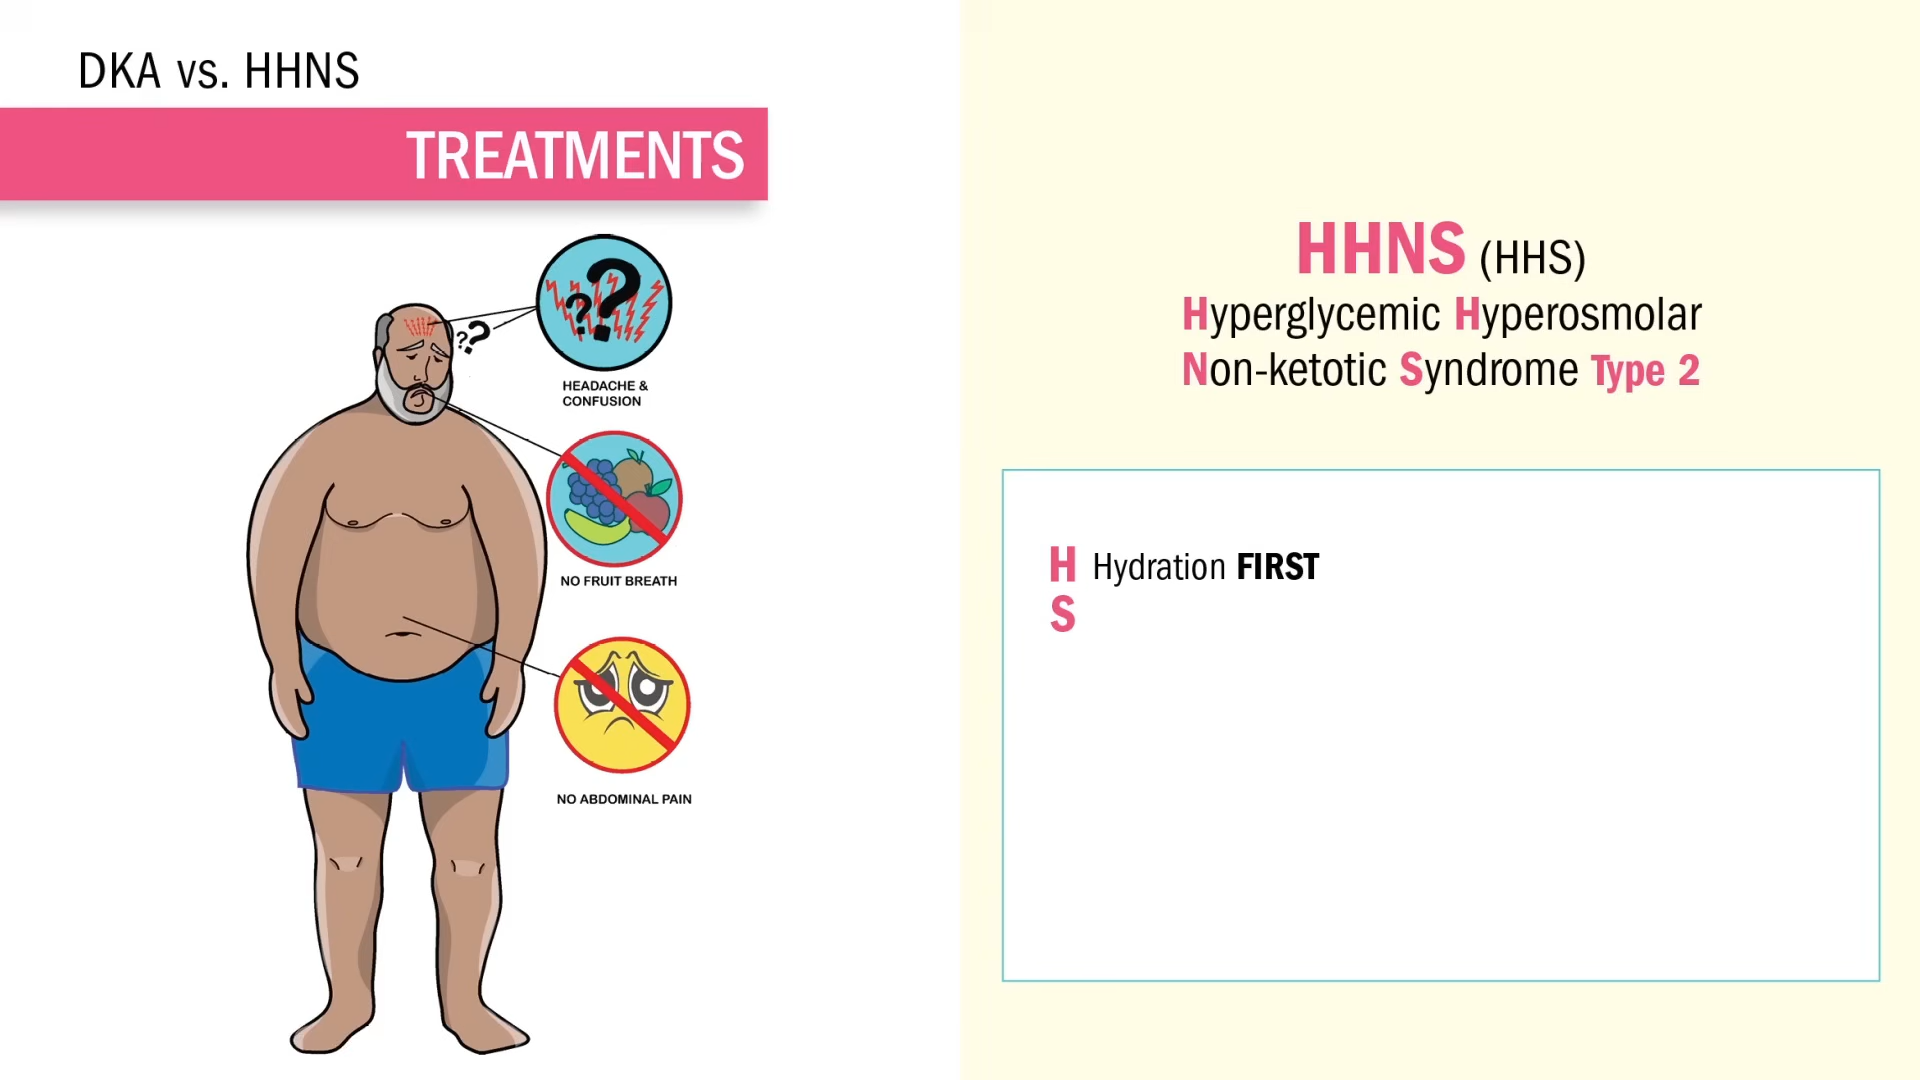 DKA vs. HHNS
TREATMENTS
HEADACHE &
CONFUSION
NO FRUIT BREATH
NO ABDOMINAL PAIN
HHNS (HHS)
Hyperglycemic Hyperosmolar
Non-ketotic Syndrome Type 2
H Hydration FIRST
S